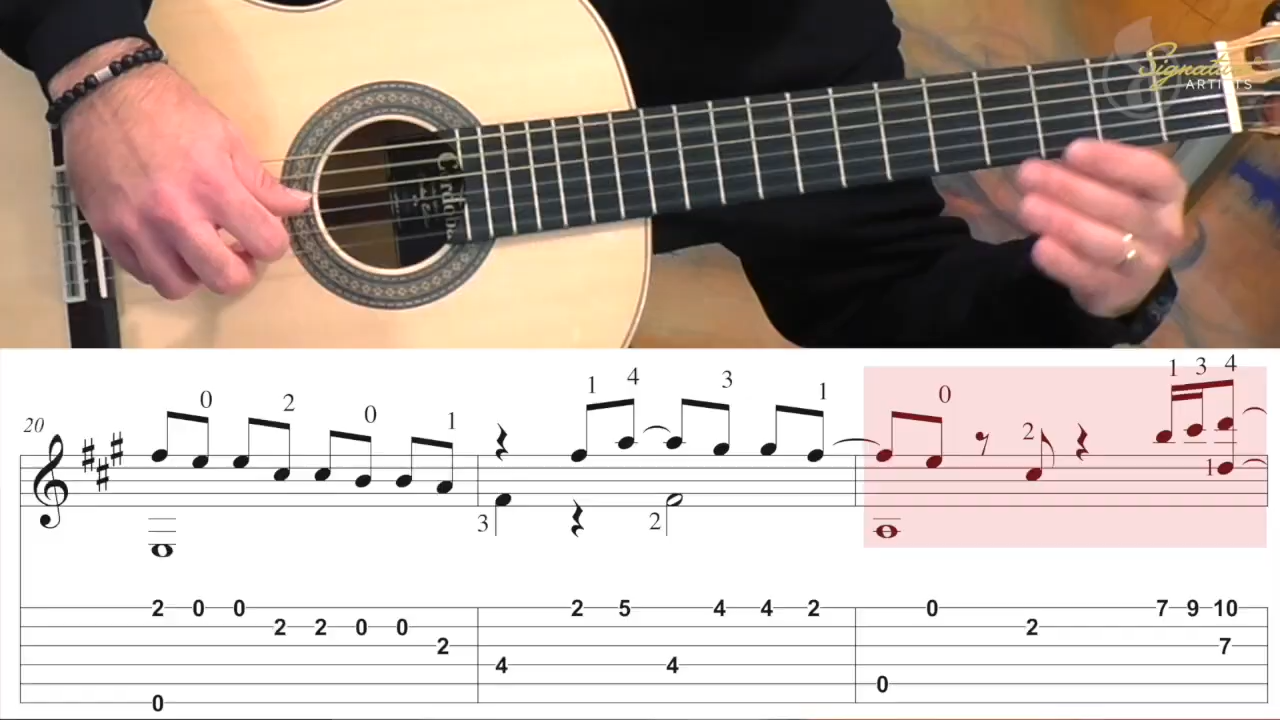 Signature
ARTISTS
Cordoba
20
0 2 0 1 1 4 3 1 0 2 1 3 4
3 2 1
2 0 0 2 5 4 4 2 0 7 9 10
2 2 0 0 2
2 7
4 4
0
0